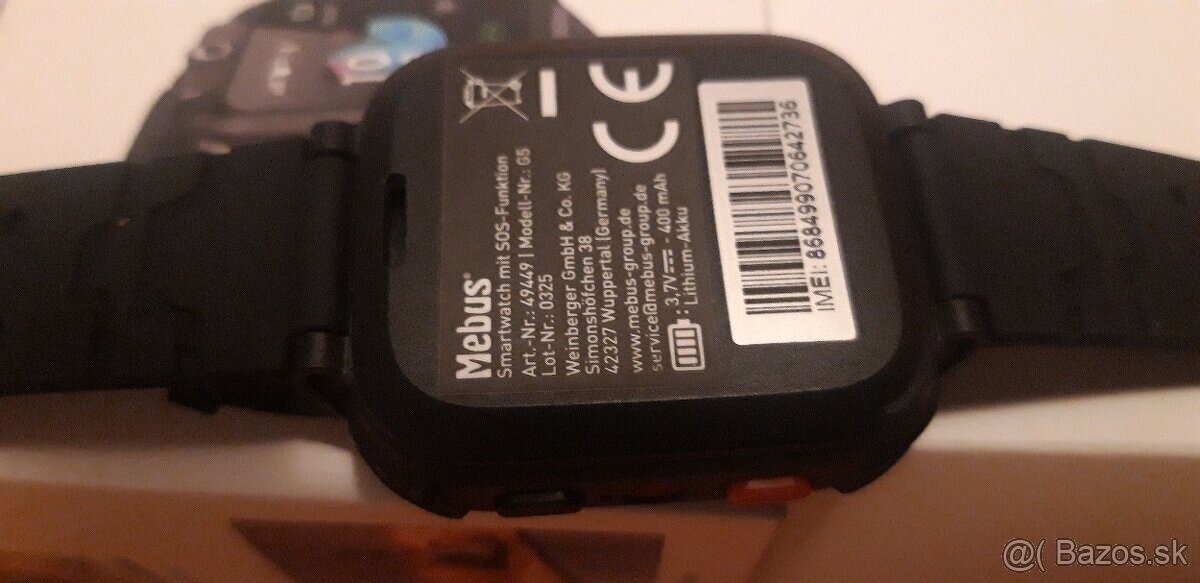 Mebus®
Smartwatch mit SOS-Funktion
Art.-Nr.: 49449 | Modell-Nr.: G5
Lot-Nr.: 0325
Weinberger GmbH & Co. KG
Simonshöfchen 38
42327 Wuppertal (Germany)
www.mebus-group.de
service@mebus-group.de
: 3,7V - 400 mAh
Lithium-Akku
CE
IMEI: 868499070642736
@( Bazos.sk